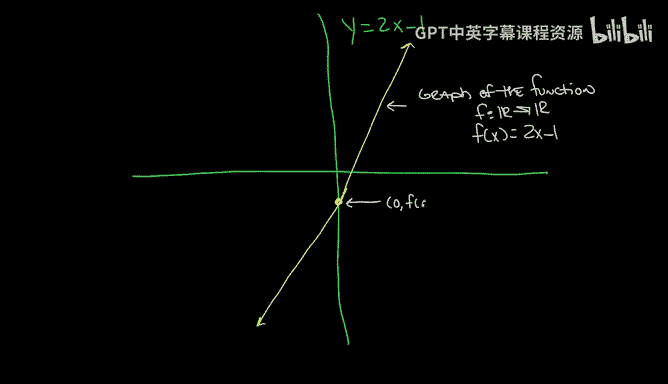 y=2x-1
GPT中英字幕课程资源 bilibili
GRAPH of the function
f:ℝ→ℝ
f(x)=2x-1
(0,f(